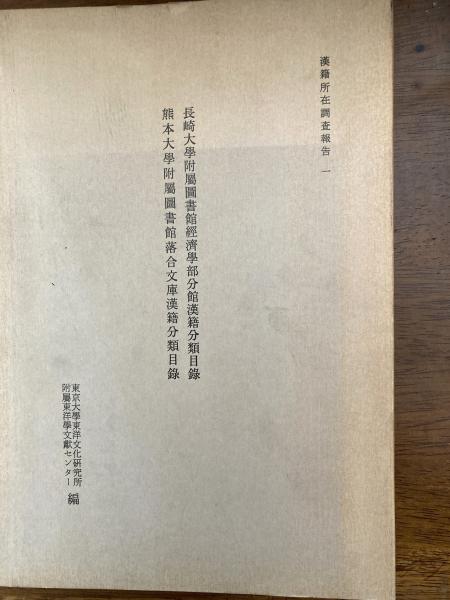 漢籍所在調査報告 一
長崎大學附屬圖書館經濟學部分館漢籍分類目錄
熊本大學附屬圖書館落合文庫漢籍分類目錄
東京大學東洋文化硏究所
附屬東洋學文獻センター 編